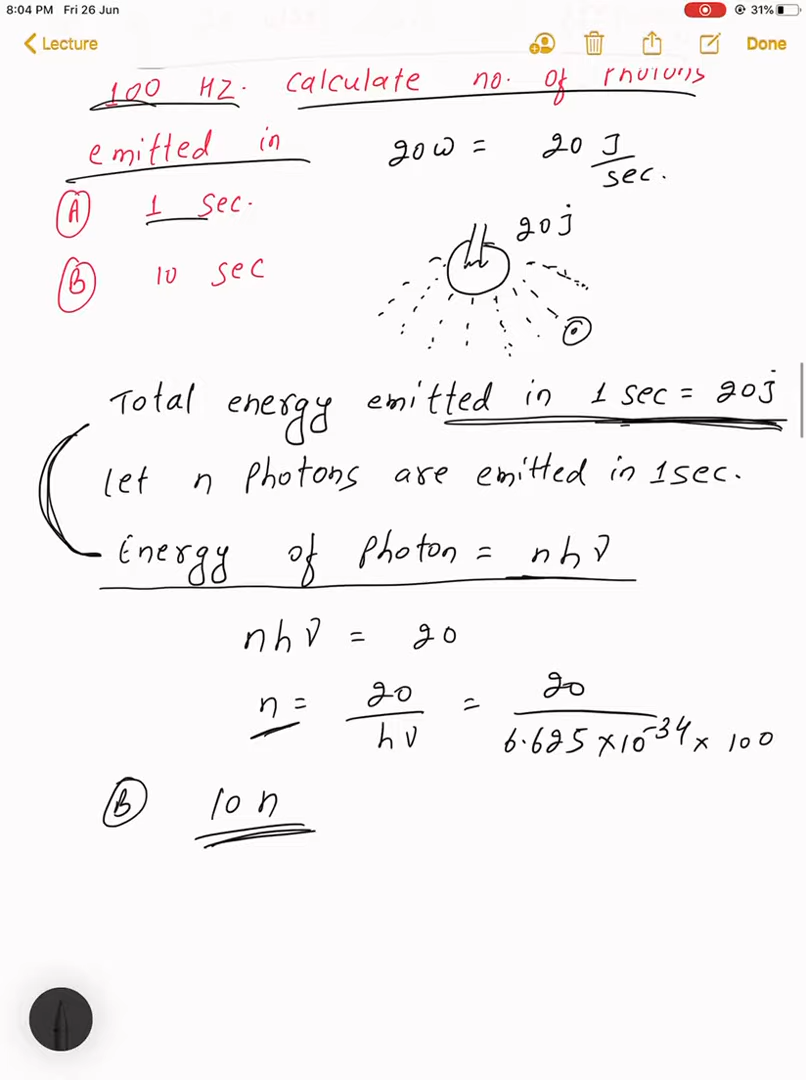 8:04 PM Fri 26 Jun
31%
Lecture
Done
100 HZ. Calculate no. of Photons
emitted in
20W = 20 J/sec.
A 1 sec.
20j
B 10 sec
Total energy emitted in 1 sec = 20j
Let n photons are emitted in 1sec.
Energy of photon = nhν
nhν = 20
n = 20/hν = 20/6.625 × 10⁻³⁴ × 100
B 10 n